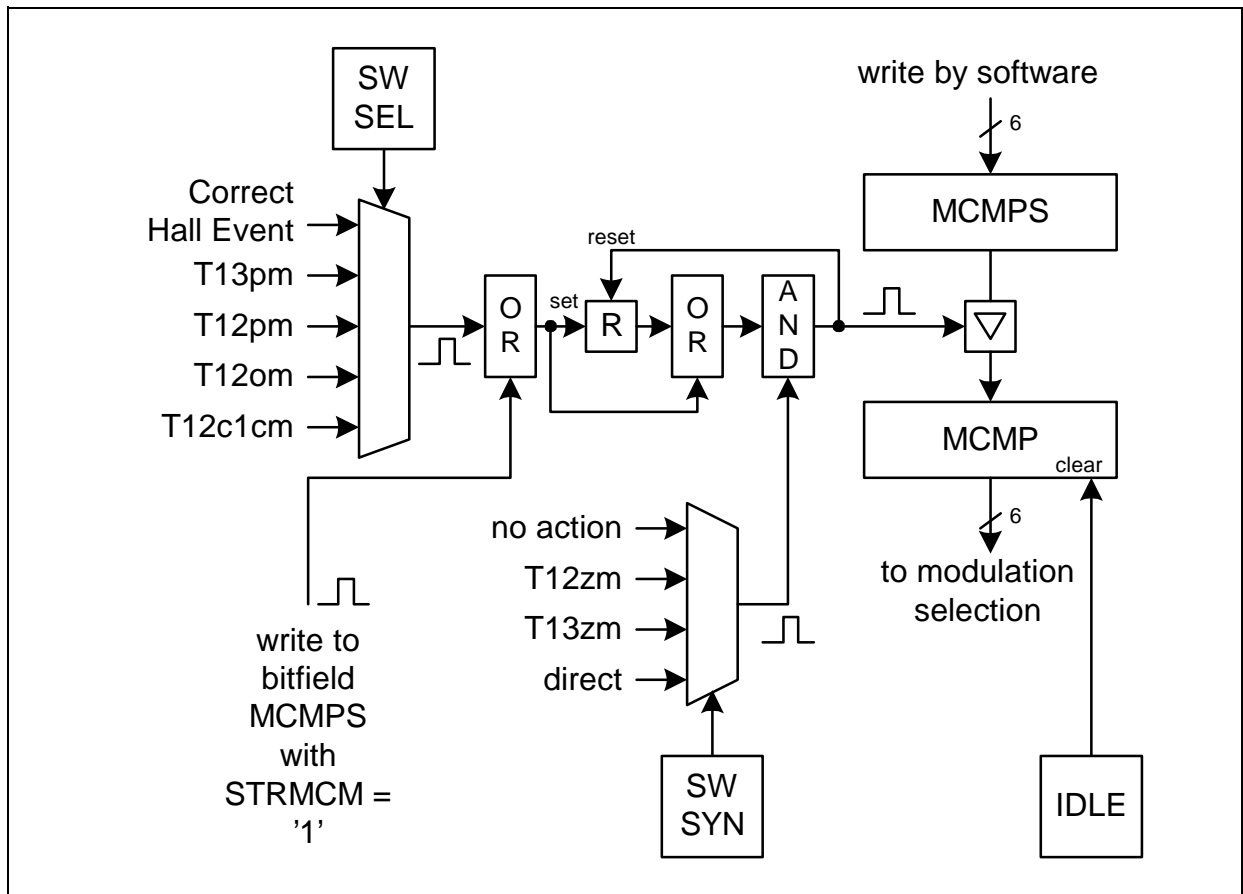 SW
SEL
write by software
6
MCMPS
Correct
Hall Event
T13pm
T12pm
T12om
T12c1cm
O
R
set
reset
R
O
R
A
N
D
MCMP
clear
6
to modulation
selection
no action
T12zm
T13zm
direct
write to
bitfield
MCMPS
with
STRMCM =
'1’
SW
SYN
IDLE